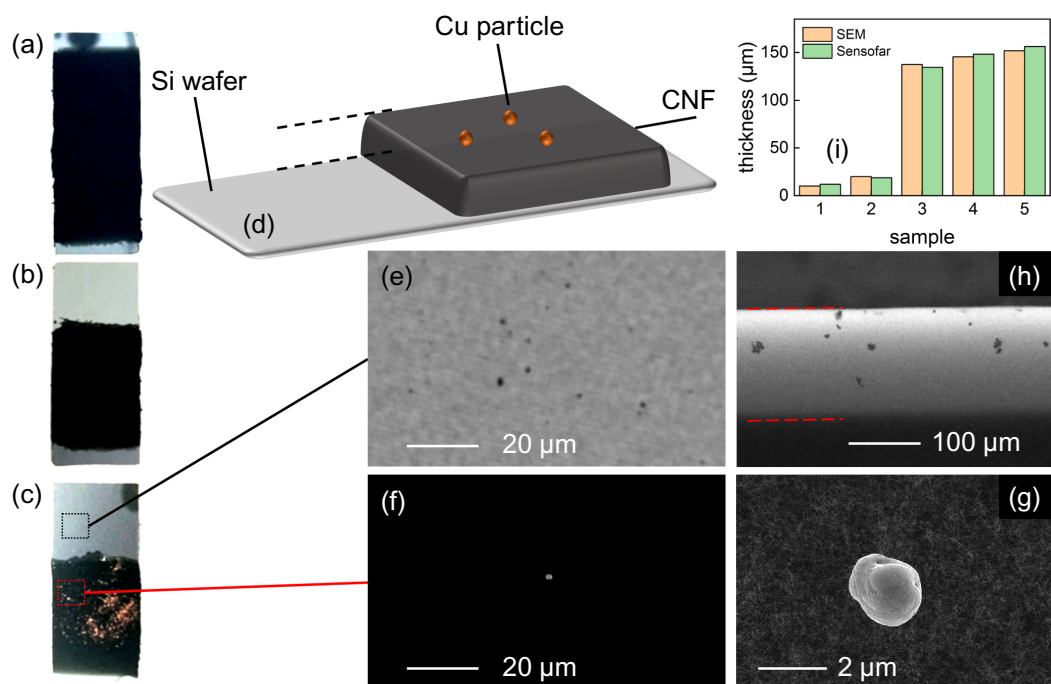 (a)
Cu particle
Si wafer
CNF
(d)
SEM
Sensofar
150
100
50
0
thickness (µm)
(i)
1 2 3 4 5
sample
(b)
(e)
20 µm
(h)
100 µm
(c)
(f)
20 µm
(g)
2 µm